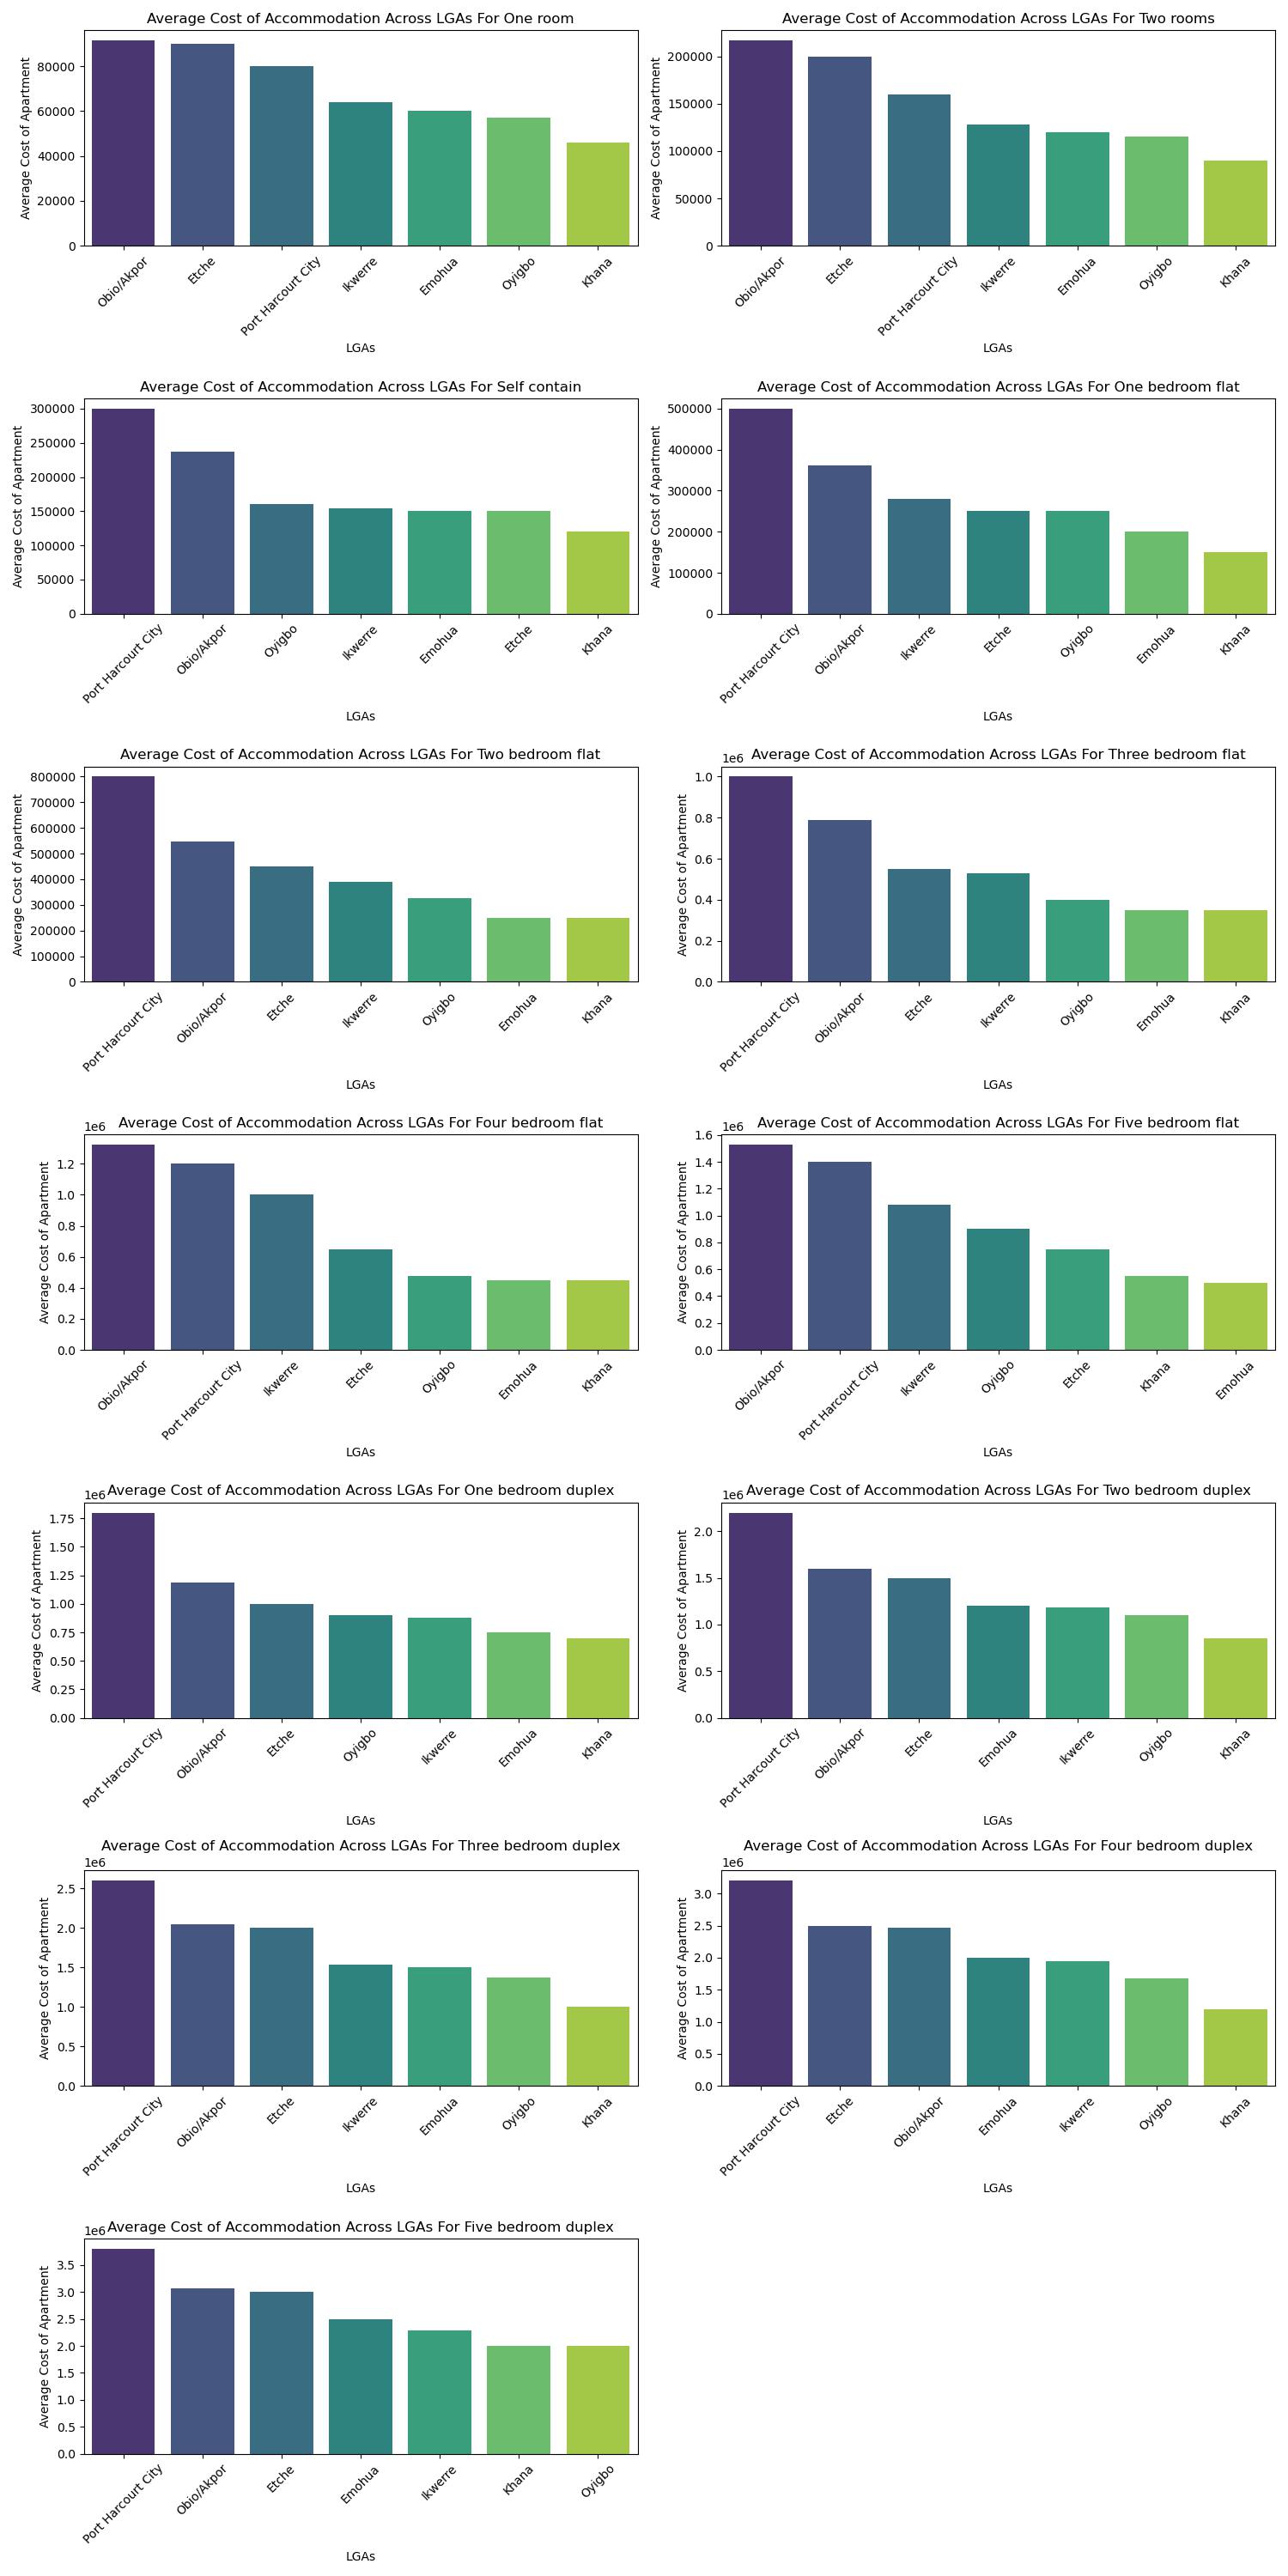 Average Cost of Accommodation Across LGAs For One room
Average Cost of Apartment
80000
60000
40000
20000
0
Obio/Akpor
Etche
Port Harcourt City
Ikwerre
Emohua
Oyigbo
Khana
LGAs
Average Cost of Accommodation Across LGAs For Two rooms
Average Cost of Apartment
200000
150000
100000
50000
0
Obio/Akpor
Etche
Port Harcourt City
Ikwerre
Emohua
Oyigbo
Khana
LGAs
Average Cost of Accommodation Across LGAs For Self contain
Average Cost of Apartment
300000
250000
200000
150000
100000
50000
0
Port Harcourt City
Obio/Akpor
Oyigbo
Ikwerre
Emohua
Etche
Khana
LGAs
Average Cost of Accommodation Across LGAs For One bedroom flat
Average Cost of Apartment
500000
400000
300000
200000
100000
0
Port Harcourt City
Obio/Akpor
Ikwerre
Etche
Oyigbo
Emohua
Khana
LGAs
Average Cost of Accommodation Across LGAs For Two bedroom flat
Average Cost of Apartment
800000
700000
600000
500000
400000
300000
200000
100000
0
Port Harcourt City
Obio/Akpor
Etche
Ikwerre
Oyigbo
Emohua
Khana
LGAs
Average Cost of Accommodation Across LGAs For Three bedroom flat
1e6
Average Cost of Apartment
1.0
0.8
0.6
0.4
0.2
0.0
Port Harcourt City
Obio/Akpor
Etche
Ikwerre
Oyigbo
Emohua
Khana
LGAs
Average Cost of Accommodation Across LGAs For Four bedroom flat
1e6
Average Cost of Apartment
1.2
1.0
0.8
0.6
0.4
0.2
0.0
Obio/Akpor
Port Harcourt City
Ikwerre
Etche
Oyigbo
Emohua
Khana
LGAs
Average Cost of Accommodation Across LGAs For Five bedroom flat
1e6
Average Cost of Apartment
1.6
1.4
1.2
1.0
0.8
0.6
0.4
0.2
0.0
Obio/Akpor
Port Harcourt City
Ikwerre
Oyigbo
Etche
Khana
Emohua
LGAs
Average Cost of Accommodation Across LGAs For One bedroom duplex
1e6
Average Cost of Apartment
1.75
1.50
1.25
1.00
0.75
0.50
0.25
0.00
Port Harcourt City
Obio/Akpor
Etche
Oyigbo
Ikwerre
Emohua
Khana
LGAs
Average Cost of Accommodation Across LGAs For Two bedroom duplex
1e6
Average Cost of Apartment
2.0
1.5
1.0
0.5
0.0
Port Harcourt City
Obio/Akpor
Etche
Emohua
Ikwerre
Oyigbo
Khana
LGAs
Average Cost of Accommodation Across LGAs For Three bedroom duplex
1e6
Average Cost of Apartment
2.5
2.0
1.5
1.0
0.5
0.0
Port Harcourt City
Obio/Akpor
Etche
Ikwerre
Emohua
Oyigbo
Khana
LGAs
Average Cost of Accommodation Across LGAs For Four bedroom duplex
1e6
Average Cost of Apartment
3.0
2.5
2.0
1.5
1.0
0.5
0.0
Port Harcourt City
Etche
Obio/Akpor
Emohua
Ikwerre
Oyigbo
Khana
LGAs
Average Cost of Accommodation Across LGAs For Five bedroom duplex
1e6
Average Cost of Apartment
3.5
3.0
2.5
2.0
1.5
1.0
0.5
0.0
Port Harcourt City
Obio/Akpor
Etche
Emohua
Ikwerre
Khana
Oyigbo
LGAs